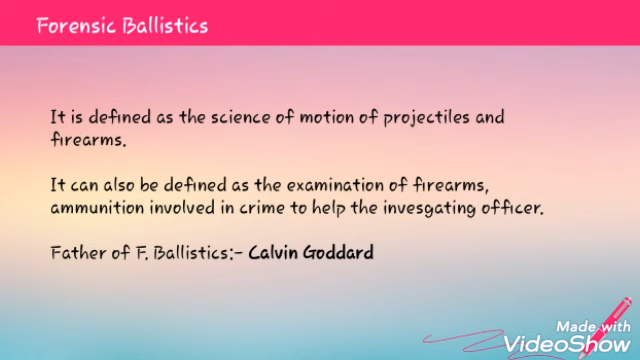 Forensic Ballistics
It is defined as the science of motion of projectiles and
firearms.
It can also be defined as the examination of firearms,
ammunition involved in crime to help the invesgating officer.
Father of F. Ballistics:- Calvin Goddard
Made with
VideoShow